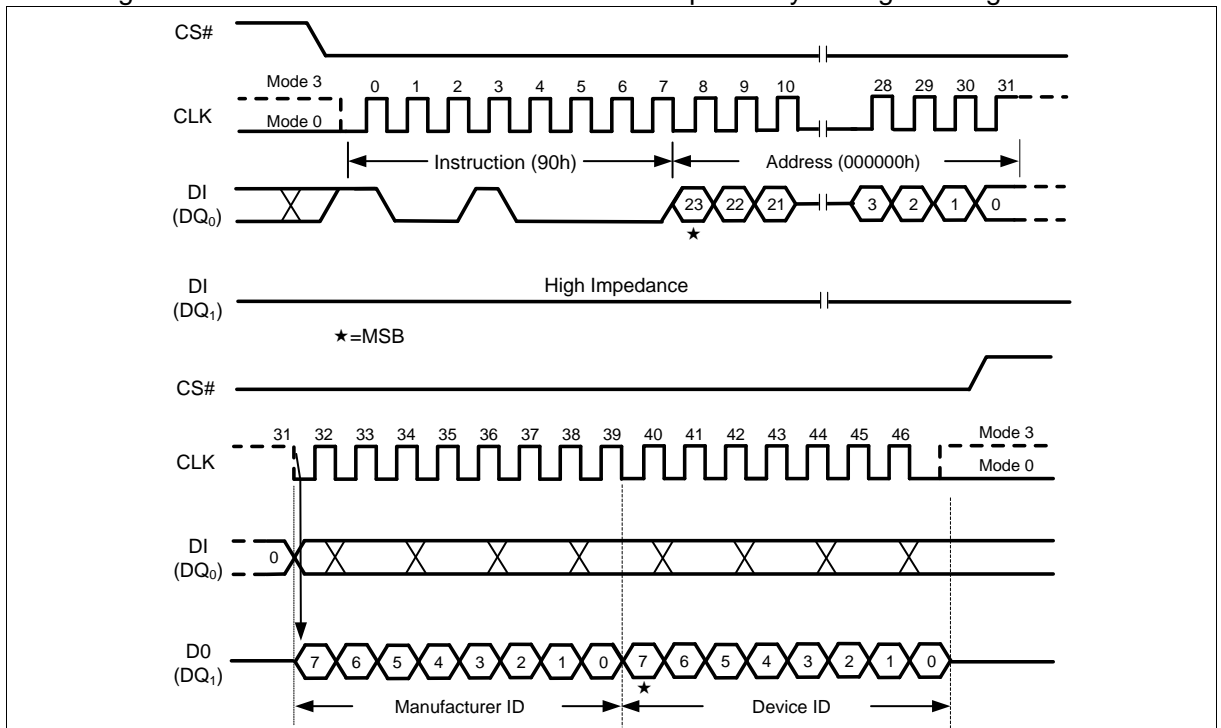 CS#
Mode 3
0 1 2 3 4 5 6 7 8 9 10 28 29 30 31
CLK
Mode 0
Instruction (90h) Address (000000h)
DI
(DQ0)
23 22 21 3 2 1 0
★
DI
(DQ1)
High Impedance
★=MSB
CS#
31 32 33 34 35 36 37 38 39 40 41 42 43 44 45 46 Mode 3
CLK
Mode 0
DI
(DQ0)
0
D0
(DQ1)
7 6 5 4 3 2 1 0 7 6 5 4 3 2 1 0
★
Manufacturer ID Device ID